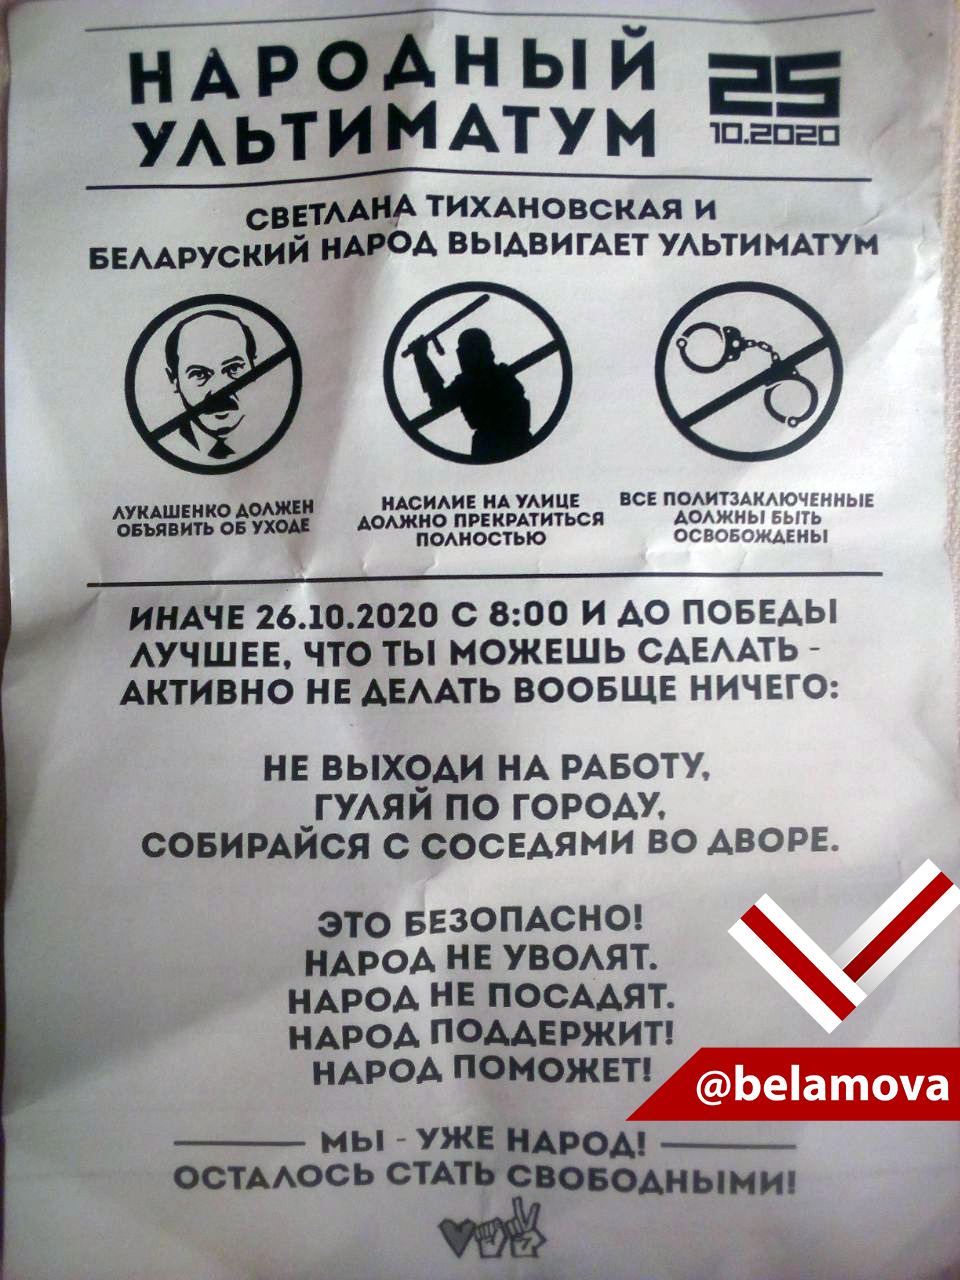 НАРОДНЫЙ
УЛЬТИМАТУМ
25
10.2020
СВЕТЛАНА ТИХАНОВСКАЯ И
БЕЛАРУСКИЙ НАРОД ВЫДВИГАЕТ УЛЬТИМАТУМ
ЛУКАШЕНКО ДОЛЖЕН
ОБЪЯВИТЬ ОБ УХОДЕ
НАСИЛИЕ НА УЛИЦЕ
ДОЛЖНО ПРЕКРАТИТЬСЯ
ПОЛНОСТЬЮ
ВСЕ ПОЛИТЗАКЛЮЧЕННЫЕ
ДОЛЖНЫ БЫТЬ
ОСВОБОЖДЕНЫ
ИНАЧЕ 26.10.2020 С 8:00 И ДО ПОБЕДЫ
ЛУЧШЕЕ, ЧТО ТЫ МОЖЕШЬ СДЕЛАТЬ -
АКТИВНО НЕ ДЕЛАТЬ ВООБЩЕ НИЧЕГО:
НЕ ВЫХОДИ НА РАБОТУ,
ГУЛЯЙ ПО ГОРОДУ,
СОБИРАЙСЯ С СОСЕДЯМИ ВО ДВОРЕ.
ЭТО БЕЗОПАСНО!
НАРОД НЕ УВОЛЯТ.
НАРОД НЕ ПОСАДЯТ.
НАРОД ПОДДЕРЖИТ!
НАРОД ПОМОЖЕТ!
@belamova
МЫ - УЖЕ НАРОД!
ОСТАЛОСЬ СТАТЬ СВОБОДНЫМИ!